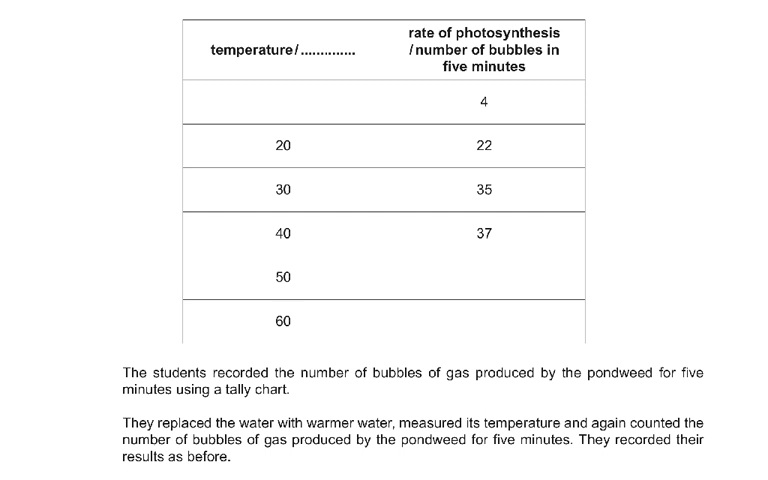 temperature/ ..............
rate of photosynthesis
/number of bubbles in
five minutes
4
20 22
30 35
40 37
50
60
The students recorded the number of bubbles of gas produced by the pondweed for five
minutes using a tally chart.
They replaced the water with warmer water, measured its temperature and again counted the
number of bubbles of gas produced by the pondweed for five minutes. They recorded their
results as before.